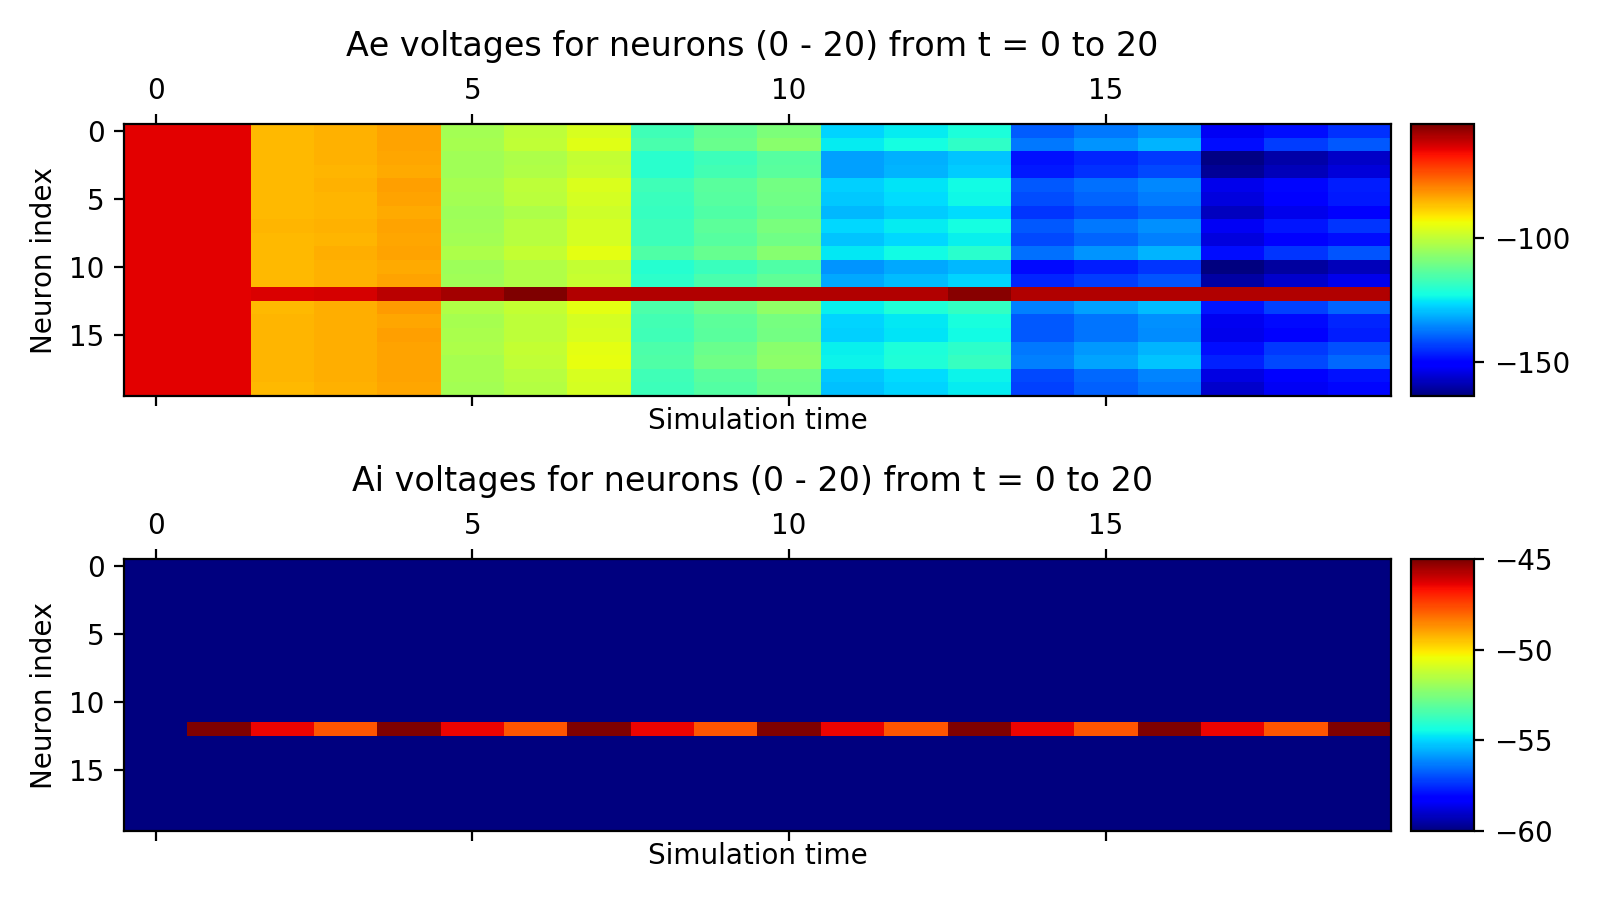 Ae voltages for neurons (0 - 20) from t = 0 to 20
0 5 10 15
Neuron index
0
5
10
15
Simulation time
−100
−150
Ai voltages for neurons (0 - 20) from t = 0 to 20
0 5 10 15
Neuron index
0
5
10
15
Simulation time
−45
−50
−55
−60